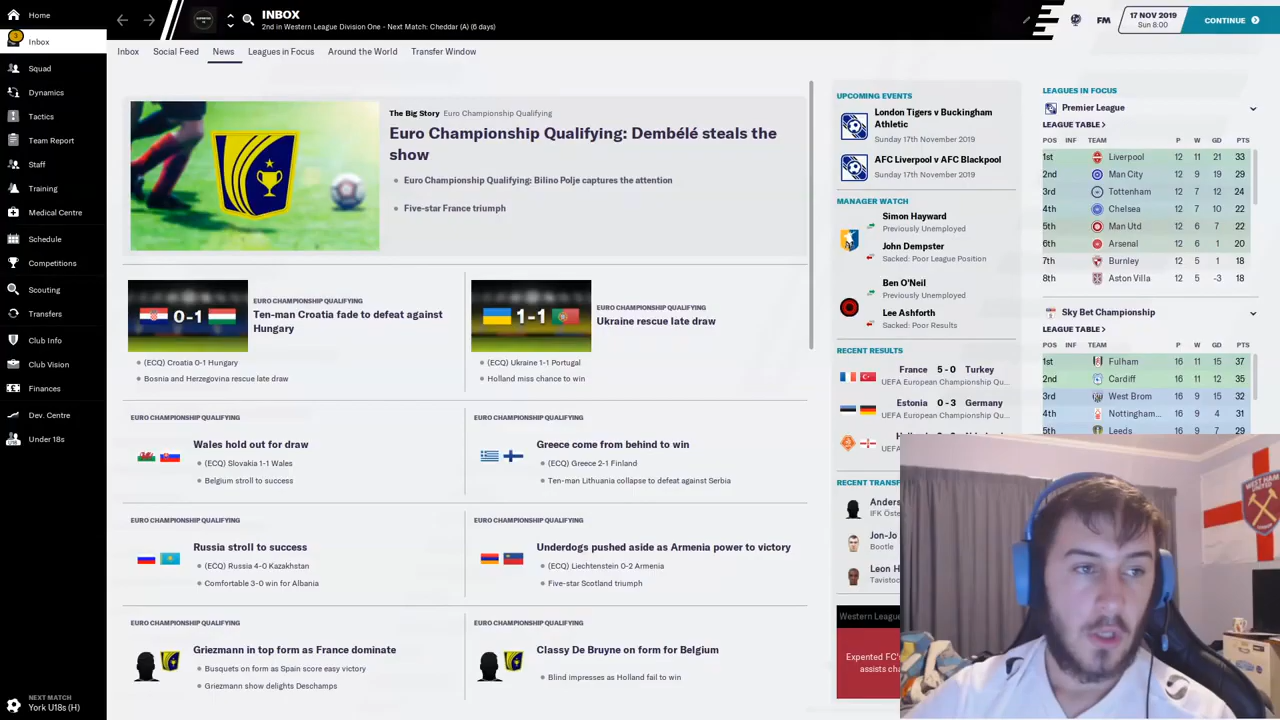 Home
3
Inbox
Squad
Dynamics
Tactics
Team Report
Staff
Training
Medical Centre
Schedule
Competitions
Scouting
Transfers
Club Info
Club Vision
Finances
Dev. Centre
Under 18s
NEXT MATCH
York U18s (H)
INBOX
2nd in Western League Division One - Next Match: Cheddar (A) (6 days)
FM
17 NOV 2019
Sun 8:00
CONTINUE
Inbox
Social Feed
News
Leagues in Focus
Around the World
Transfer Window
The Big Story Euro Championship Qualifying
Euro Championship Qualifying: Dembélé steals the
show
Euro Championship Qualifying: Bilino Polje captures the attention
Five-star France triumph
0-1
EURO CHAMPIONSHIP QUALIFYING
Ten-man Croatia fade to defeat against
Hungary
(ECQ) Croatia 0-1 Hungary
Bosnia and Herzegovina rescue late draw
1-1
EURO CHAMPIONSHIP QUALIFYING
Ukraine rescue late draw
(ECQ) Ukraine 1-1 Portugal
Holland miss chance to win
EURO CHAMPIONSHIP QUALIFYING
Wales hold out for draw
(ECQ) Slovakia 1-1 Wales
Belgium stroll to success
EURO CHAMPIONSHIP QUALIFYING
Greece come from behind to win
(ECQ) Greece 2-1 Finland
Ten-man Lithuania collapse to defeat against Serbia
EURO CHAMPIONSHIP QUALIFYING
Russia stroll to success
(ECQ) Russia 4-0 Kazakhstan
Comfortable 3-0 win for Albania
EURO CHAMPIONSHIP QUALIFYING
Underdogs pushed aside as Armenia power to victory
(ECQ) Liechtenstein 0-2 Armenia
Five-star Scotland triumph
EURO CHAMPIONSHIP QUALIFYING
Griezmann in top form as France dominate
Busquets on form as Spain score easy victory
Griezmann show delights Deschamps
EURO CHAMPIONSHIP QUALIFYING
Classy De Bruyne on form for Belgium
Blind impresses as Holland fail to win
UPCOMING EVENTS
London Tigers v Buckingham
Athletic
Sunday 17th November 2019
AFC Liverpool v AFC Blackpool
Sunday 17th November 2019
MANAGER WATCH
Simon Hayward
Previously Unemployed
John Dempster
Sacked: Poor League Position
Ben O'Neil
Previously Unemployed
Lee Ashforth
Sacked: Poor Results
RECENT RESULTS
France 5 - 0 Turkey
UEFA European Championship Qu...
Estonia 0 - 3 Germany
UEFA European Championship Qu...
UEFA
RECENT TRANSF
Anders
IFK Öste
Jon-Jo
Bootle
Leon H
Tavistoc
Western League
Expented FC'
assists cha
LEAGUES IN FOCUS
Premier League
LEAGUE TABLE
POS INF TEAM P W GD PTS
1st Liverpool 12 11 21 33
2nd Man City 12 9 19 29
3rd Tottenham 12 7 12 24
4th Chelsea 12 7 10 22
5th Man Utd 12 6 7 22
6th Arsenal 12 6 1 20
7th Burnley 12 5 1 18
8th Aston Villa 12 5 -3 18
Sky Bet Championship
LEAGUE TABLE
POS INF TEAM P W GD PTS
1st Fulham 16 11 15 37
2nd Cardiff 16 11 12 35
3rd West Brom 16 9 15 32
4th Nottingham... 16 9 4 31
5th Leeds 16 9 7 29
WEST HAM
UNITED